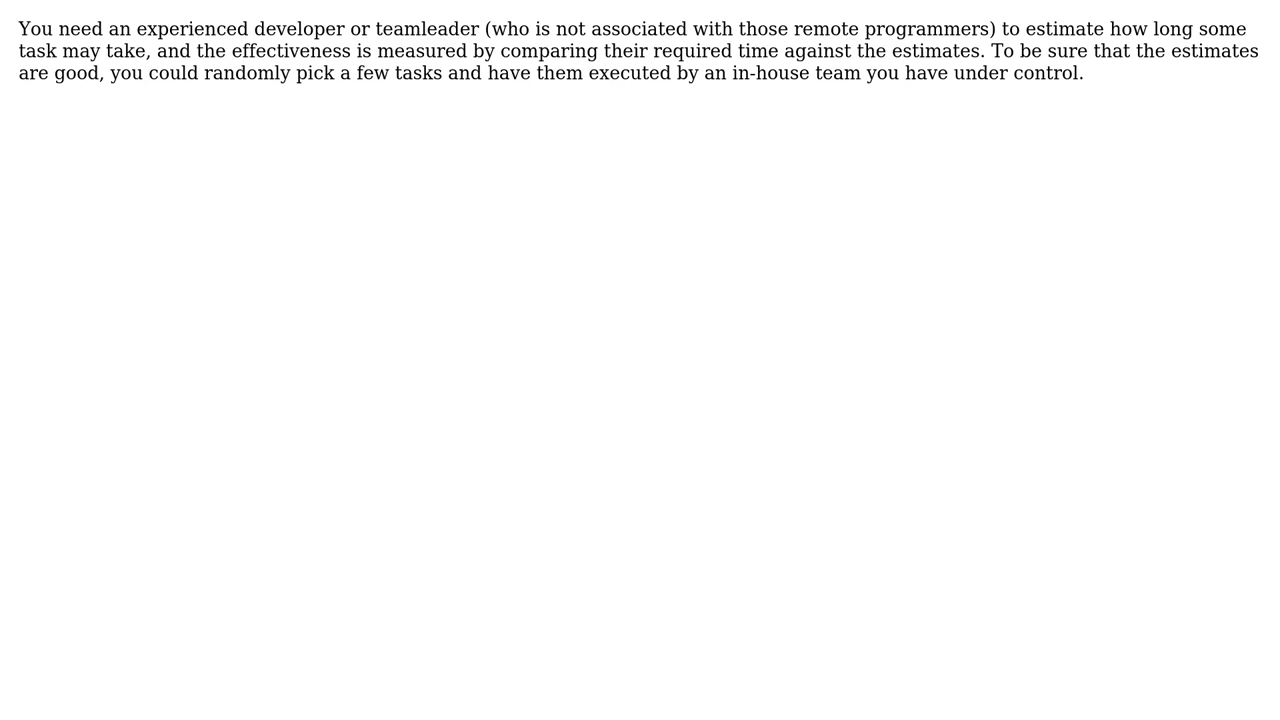 You need an experienced developer or teamleader (who is not associated with those remote programmers) to estimate how long some
task may take, and the effectiveness is measured by comparing their required time against the estimates. To be sure that the estimates
are good, you could randomly pick a few tasks and have them executed by an in-house team you have under control.